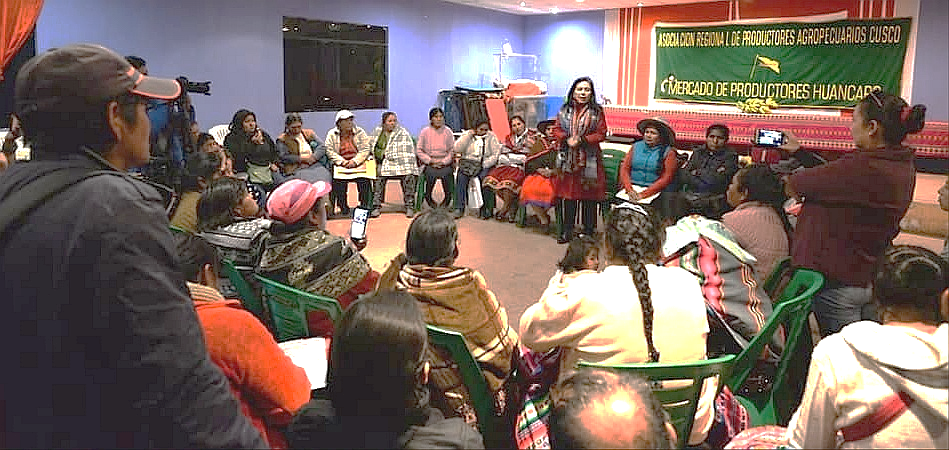 ASOCIACION REGIONAL DE PRODUCTORES AGROPECUARIOS CUSCO
MERCADO DE PRODUCTORES HUANCARO